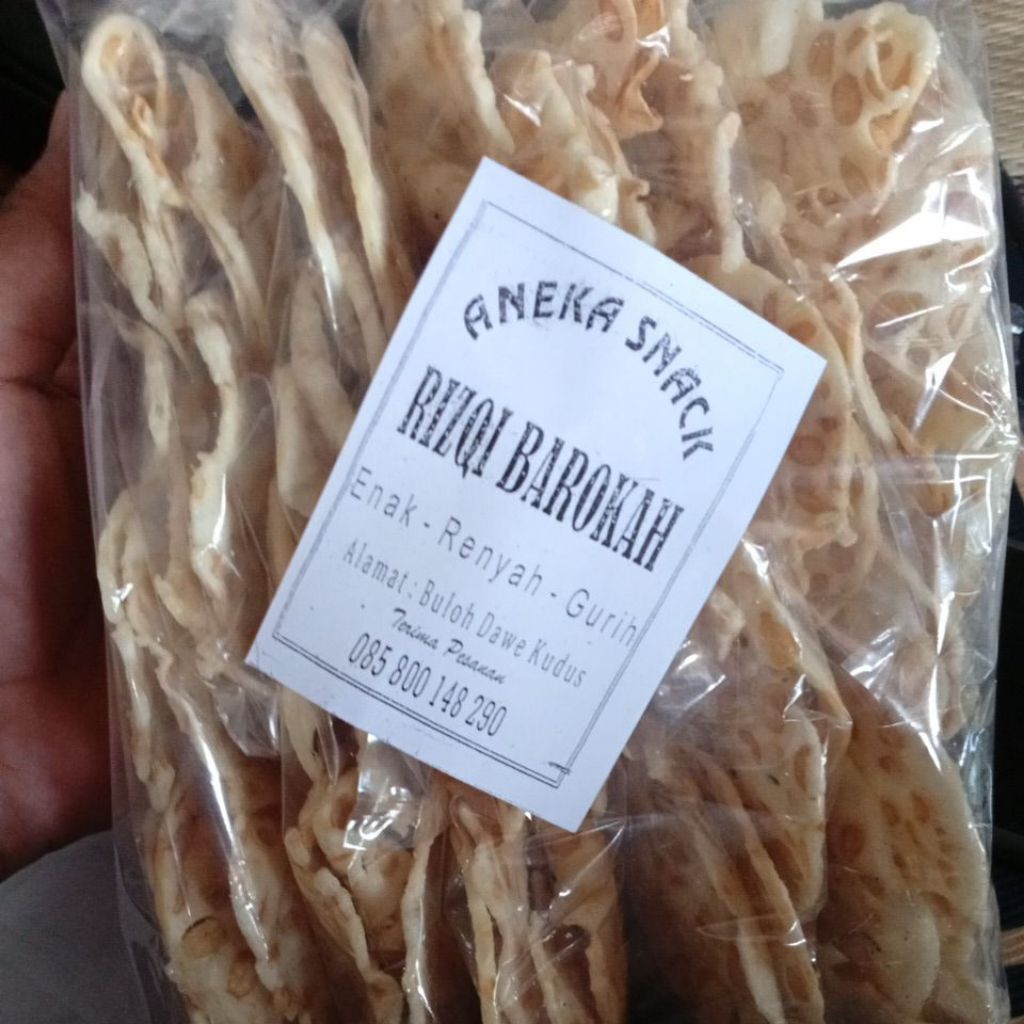 ANEKA SNACK
RIZQI BAROKAH
Enak - Renyah - Gurih
Alamat : Buloh Dawe Kudus
Terima Pesanan
085 800 148 290